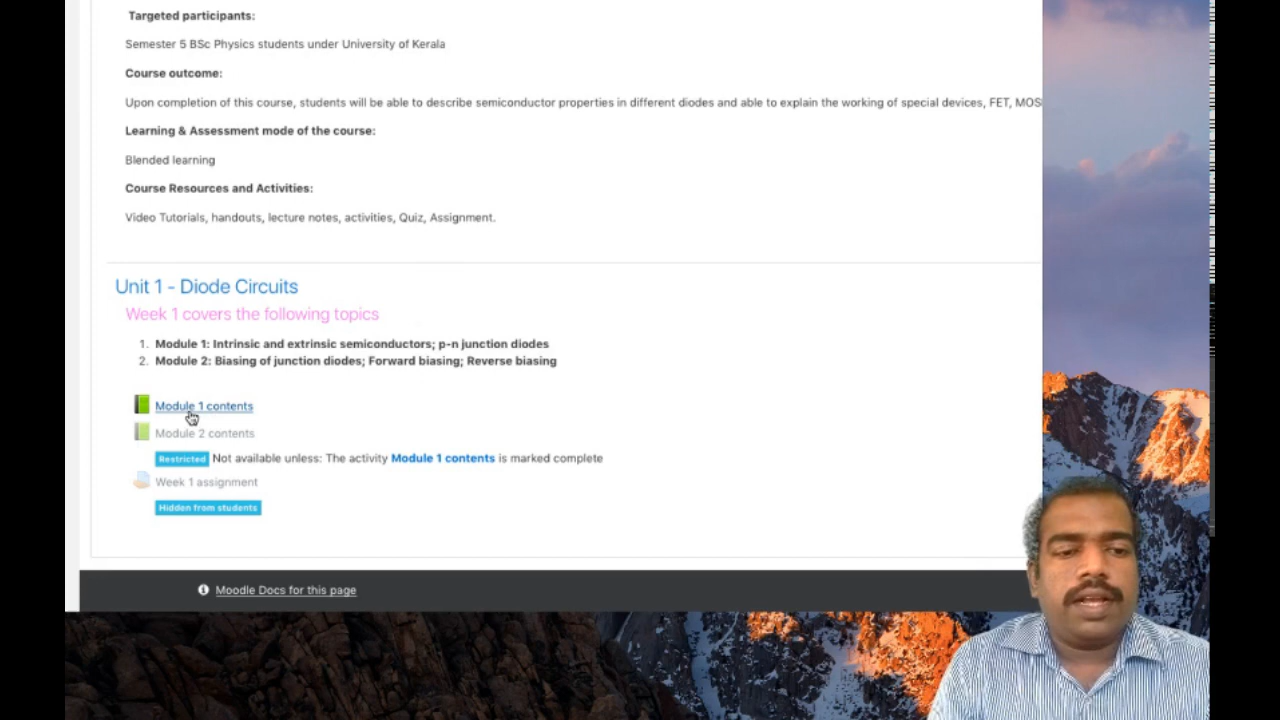 Targeted participants:
Semester 5 BSc Physics students under University of Kerala
Course outcome:
Upon completion of this course, students will be able to describe semiconductor properties in different diodes and able to explain the working of special devices, FET, MOS
Learning & Assessment mode of the course:
Blended learning
Course Resources and Activities:
Video Tutorials, handouts, lecture notes, activities, Quiz, Assignment.
Unit 1 - Diode Circuits
Week 1 covers the following topics
1. Module 1: Intrinsic and extrinsic semiconductors; p-n junction diodes
2. Module 2: Biasing of junction diodes; Forward biasing; Reverse biasing
Module 1 contents
Module 2 contents
Restricted Not available unless: The activity Module 1 contents is marked complete
Week 1 assignment
Hidden from students
Moodle Docs for this page